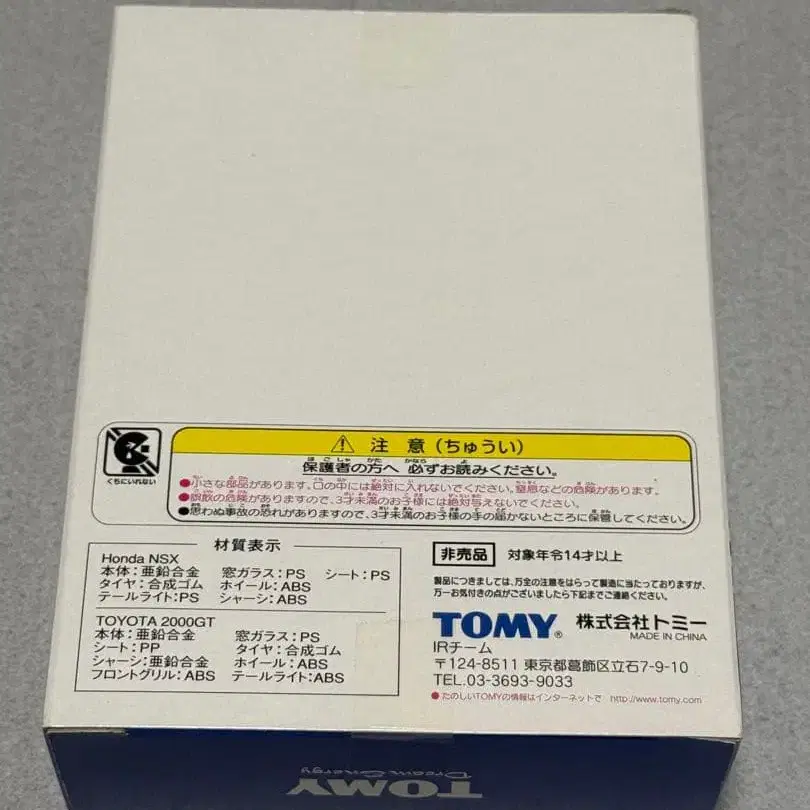 くちにいれない
注 意 (ちゅうい)
保護者の方へ 必ずお読みください。
●小さな部品があります。口の中には絶対に入れないでください。窒息などの危険があります。
●誤飲の危険がありますので、3才未満のお子様には絶対与えないでください。
●思わぬ事故の恐れがありますので、3才未満のお子様の手の届かないところに保管してください。
材質表示
Honda NSX
本体:亜鉛合金 窓ガラス:PS シート:PS
タイヤ:合成ゴム ホイール:ABS
テールライト:PS シャーシ:ABS
TOYOTA 2000GT
本体:亜鉛合金 窓ガラス:PS
シート:PP タイヤ:合成ゴム
シャーシ:亜鉛合金 ホイール:ABS
フロントグリル:ABS テールライト:ABS
非売品 対象年令14才以上
製品につきましては、万全の注意をはらって製造に当たっておりますが、
万一お気付きの点がございましたら下記までご連絡ください。
TOMY® 株式会社トミー
MADE IN CHINA
IRチーム
〒124-8511 東京都葛飾区立石7-9-10
TEL.03-3693-9033
●たのしいTOMYの情報はインターネットで http://www.tomy.com
TOMY
Dream Energy